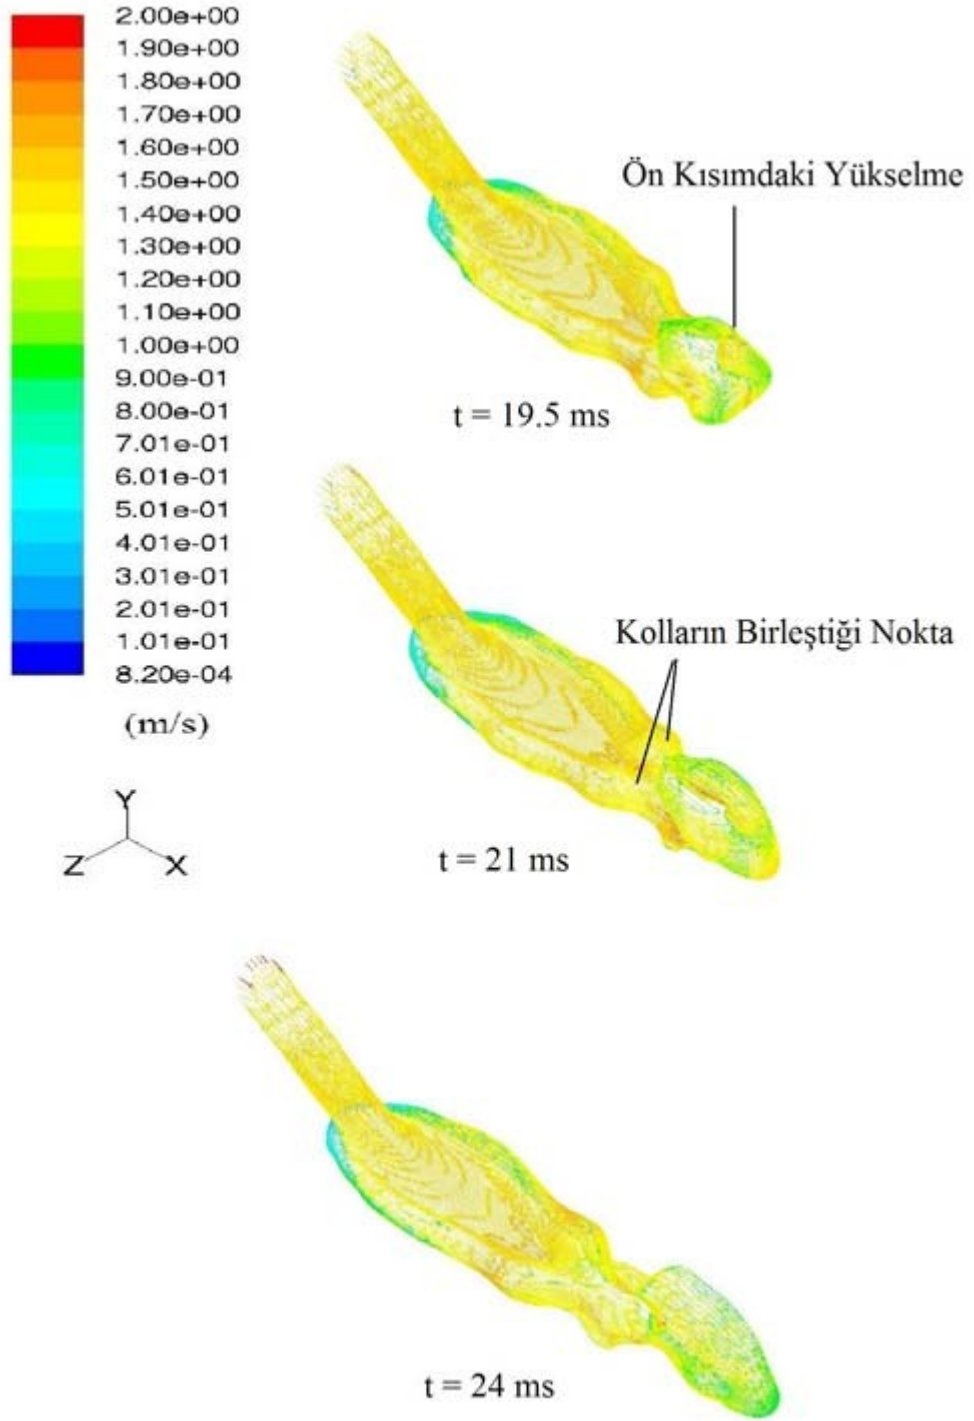 2.00e+00
1.90e+00
1.80e+00
1.70e+00
1.60e+00
1.50e+00
1.40e+00
1.30e+00
1.20e+00
1.10e+00
1.00e+00
9.00e-01
8.00e-01
7.01e-01
6.01e-01
5.01e-01
4.01e-01
3.01e-01
2.01e-01
1.01e-01
8.20e-04
(m/s)
Y
Z X
Ön Kısımdaki Yükselme
t = 19.5 ms
Kolların Birleştiği Nokta
t = 21 ms
t = 24 ms